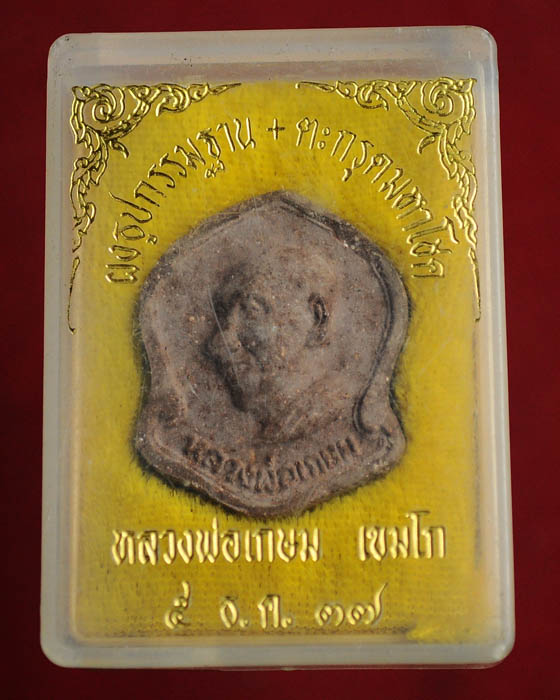 ผงธูปกรรมฐาน + ตะกรุดมหาโชค
หลวงพ่อเกษม
หลวงพ่อเกษม เขมโก
๕ ธ.ค. ๓๗